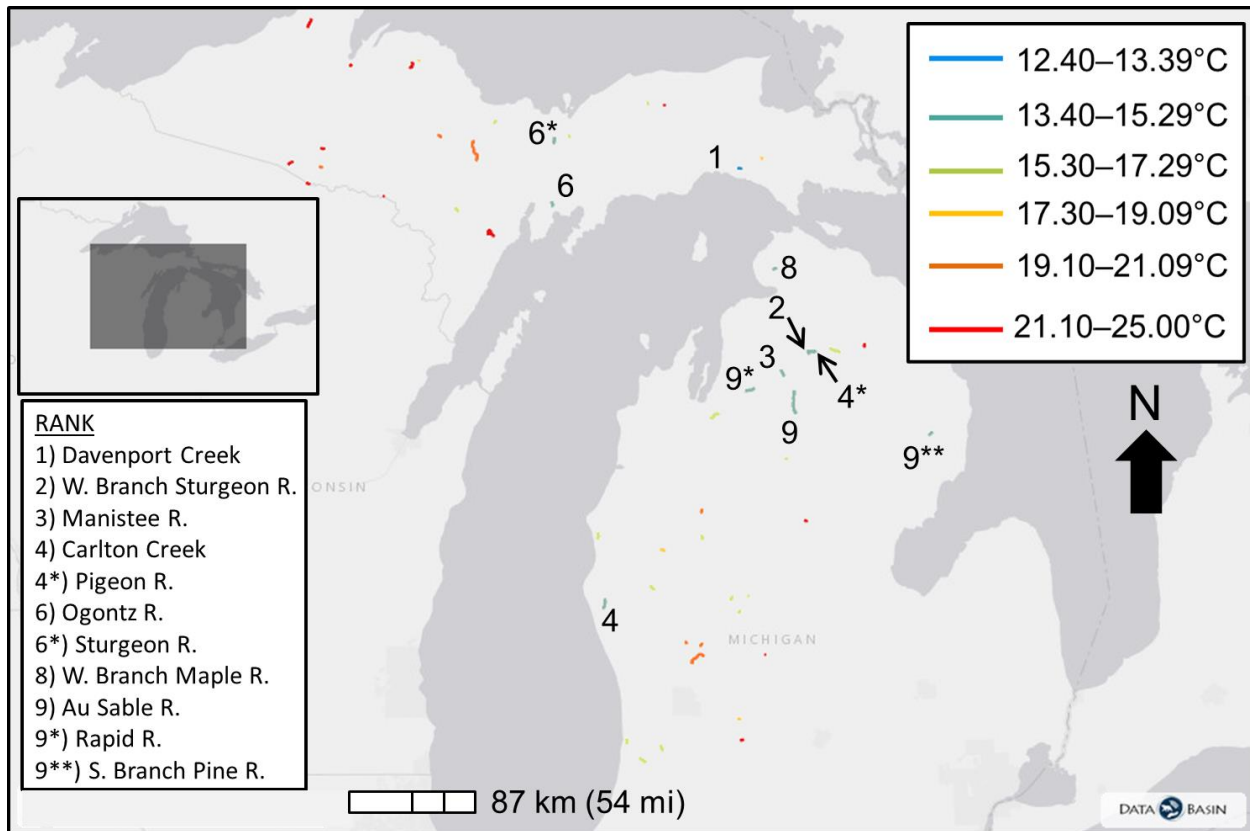 12.40–13.39°C
13.40–15.29°C
15.30–17.29°C
17.30–19.09°C
19.10–21.09°C
21.10–25.00°C
6*
1
6
8
2
3
9*
4*
9
9**
N
RANK
1) Davenport Creek
2) W. Branch Sturgeon R.
3) Manistee R.
4) Carlton Creek
4*) Pigeon R.
6) Ogontz R.
6*) Sturgeon R.
8) W. Branch Maple R.
9) Au Sable R.
9*) Rapid R.
9**) S. Branch Pine R.
ONSIN
4
MICHIGAN
87 km (54 mi)
DATA BASIN